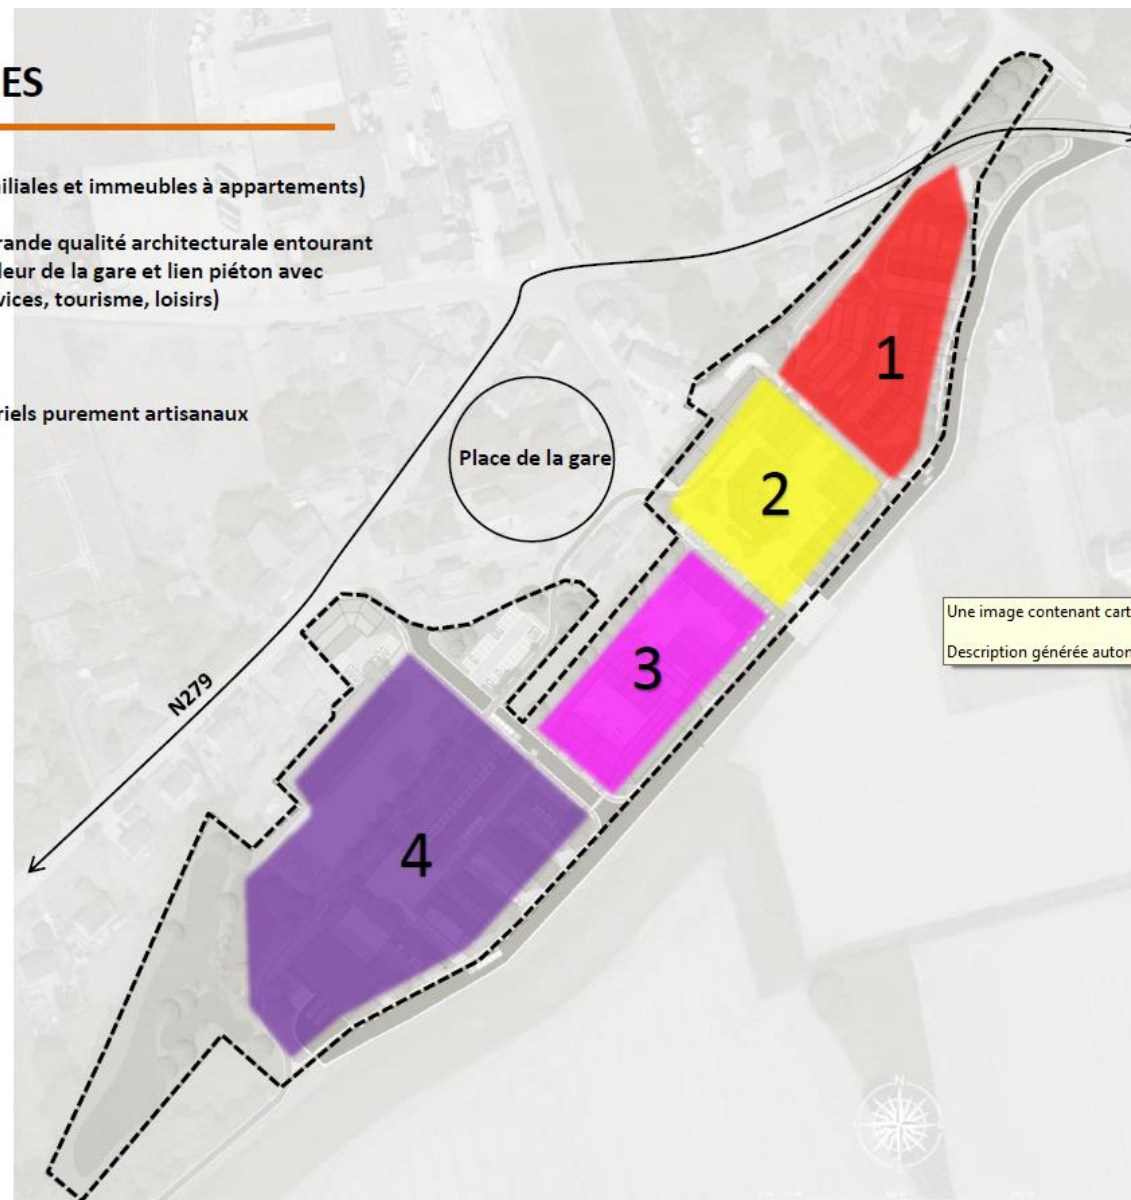 ES
iliales et immeubles à appartements)
rande qualité architecturale entourant
leur de la gare et lien piéton avec
vices, tourisme, loisirs)
riels purement artisanaux
1
Place de la gare
2
Une image contenant cart
Description générée autom
3
N279
4
N